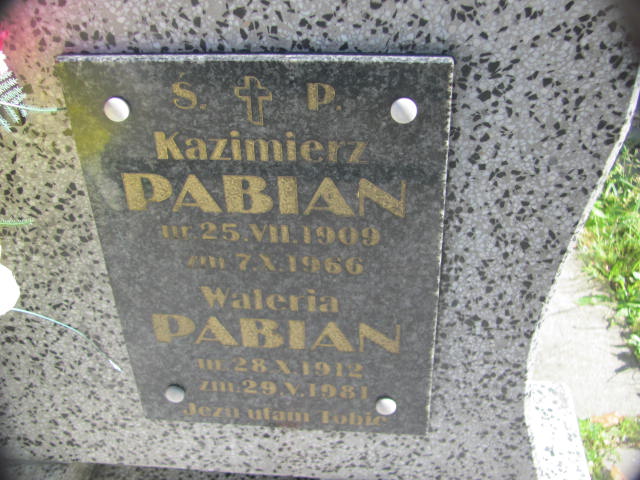 Ś. P.
Kazimierz
PABIAN
ur. 25.VII.1909
zm. 7.X.1966
Waleria
PABIAN
ur. 28.X.1912
zm. 29.V.1981
Jezu ufam Tobie